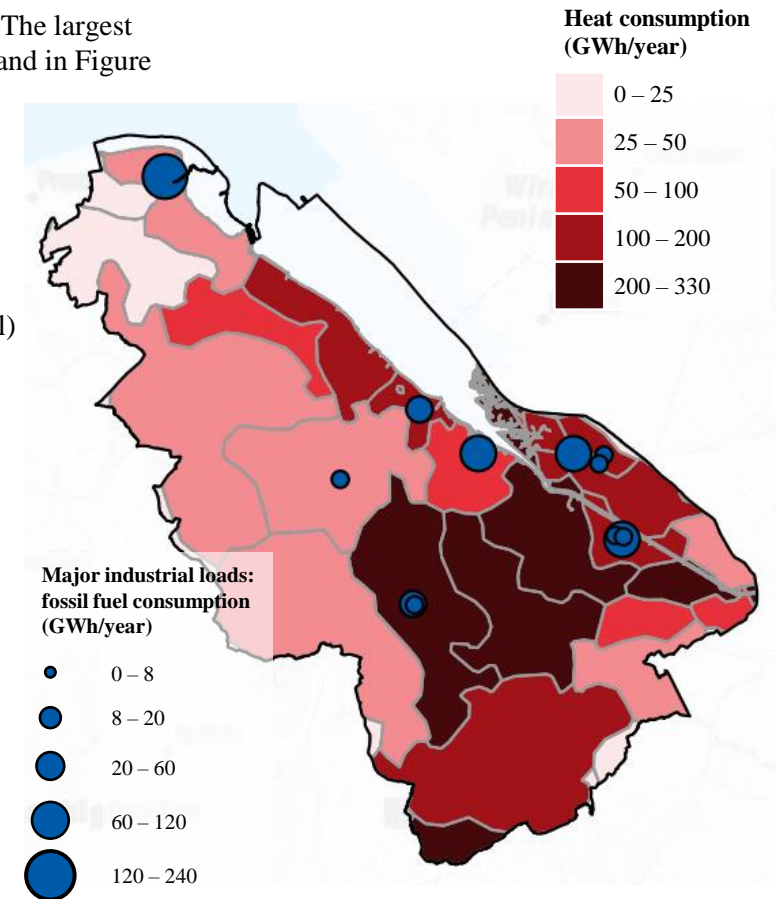 The largest
and in Figure
l)
Heat consumption
(GWh/year)
0 – 25
25 – 50
50 – 100
100 – 200
200 – 330
Major industrial loads:
fossil fuel consumption
(GWh/year)
0 – 8
8 – 20
20 – 60
60 – 120
120 – 240